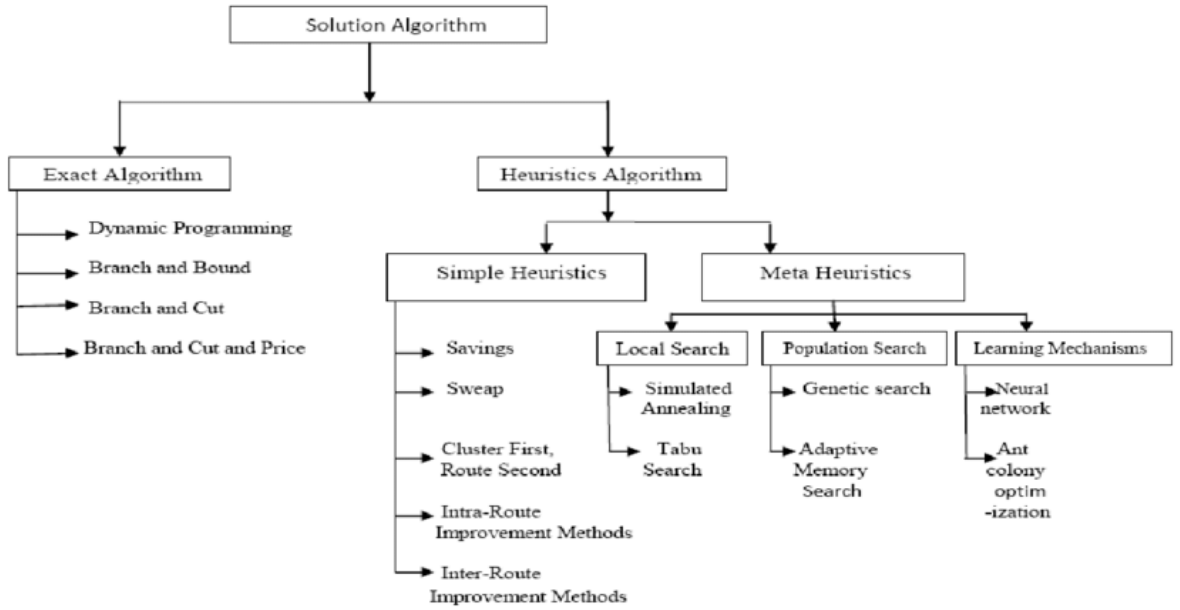 Solution Algorithm
Exact Algorithm
Heuristics Algorithm
Dynamic Programming
Branch and Bound
Branch and Cut
Branch and Cut and Price
Simple Heuristics
Meta Heuristics
Savings
Sweap
Cluster First,
Route Second
Intra-Route
Improvement Methods
Inter-Route
Improvement Methods
Local Search
Simulated
Annealing
Tabu
Search
Population Search
Genetic search
Adaptive
Memory
Search
Learning Mechanisms
Neural
network
Ant
colony
optim
-ization